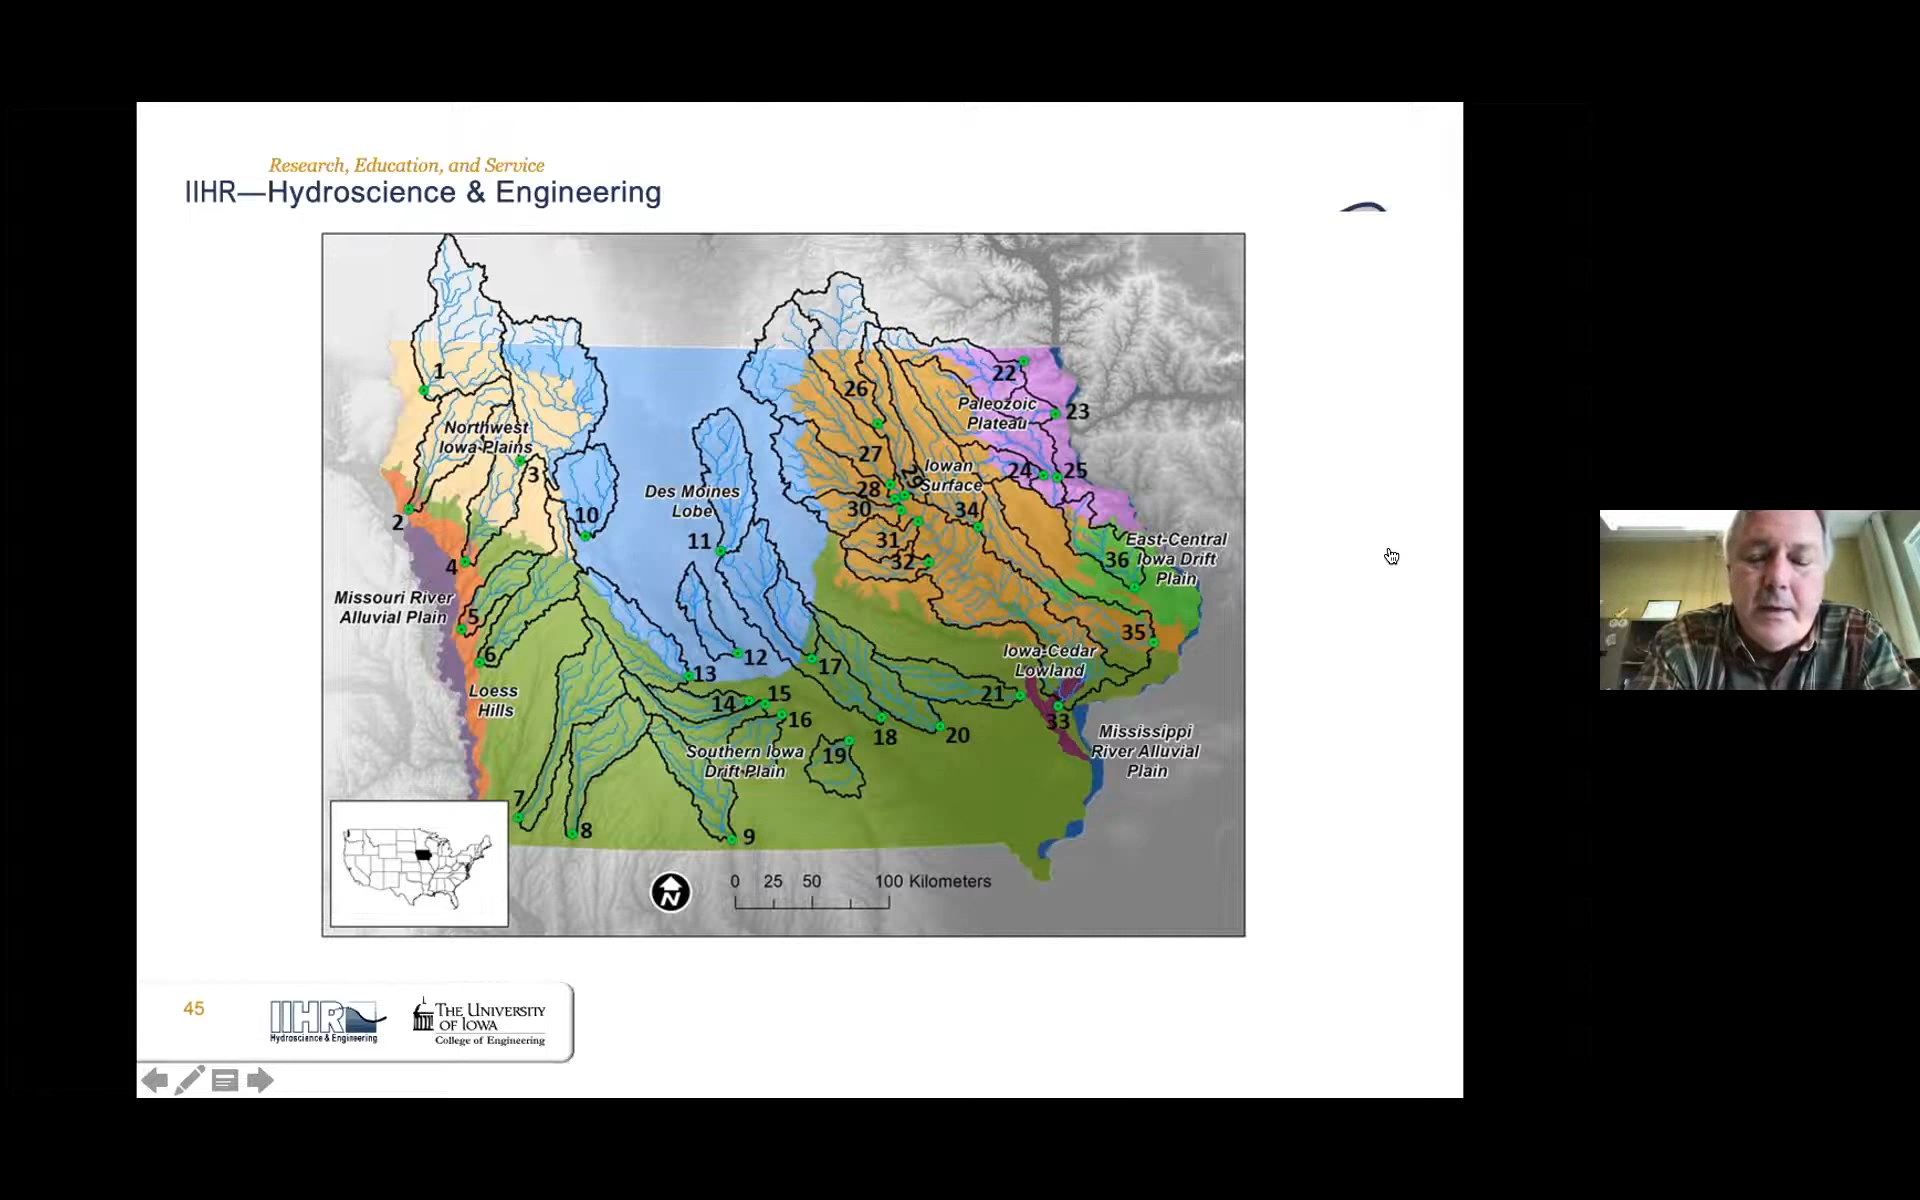 Research, Education, and Service
IIHR—Hydroscience & Engineering
1
22
26
Paleozoic
Plateau
23
Northwest
Iowa Plains
27
3
Iowan
Surface
24
25
29
28
Des Moines
Lobe
30
34
10
2
11
31
East-Central
Iowa Drift
Plain
36
32
4
Missouri River
Alluvial Plain
5
35
6
12
17
Iowa-Cedar
Lowland
13
Loess
Hills
14
15
16
21
33
18
20
19
Southern Iowa
Drift Plain
Mississippi
River Alluvial
Plain
7
8
9
N
0 25 50 100 Kilometers
45
IIHR
Hydroscience & Engineering
THE UNIVERSITY
OF IOWA
College of Engineering